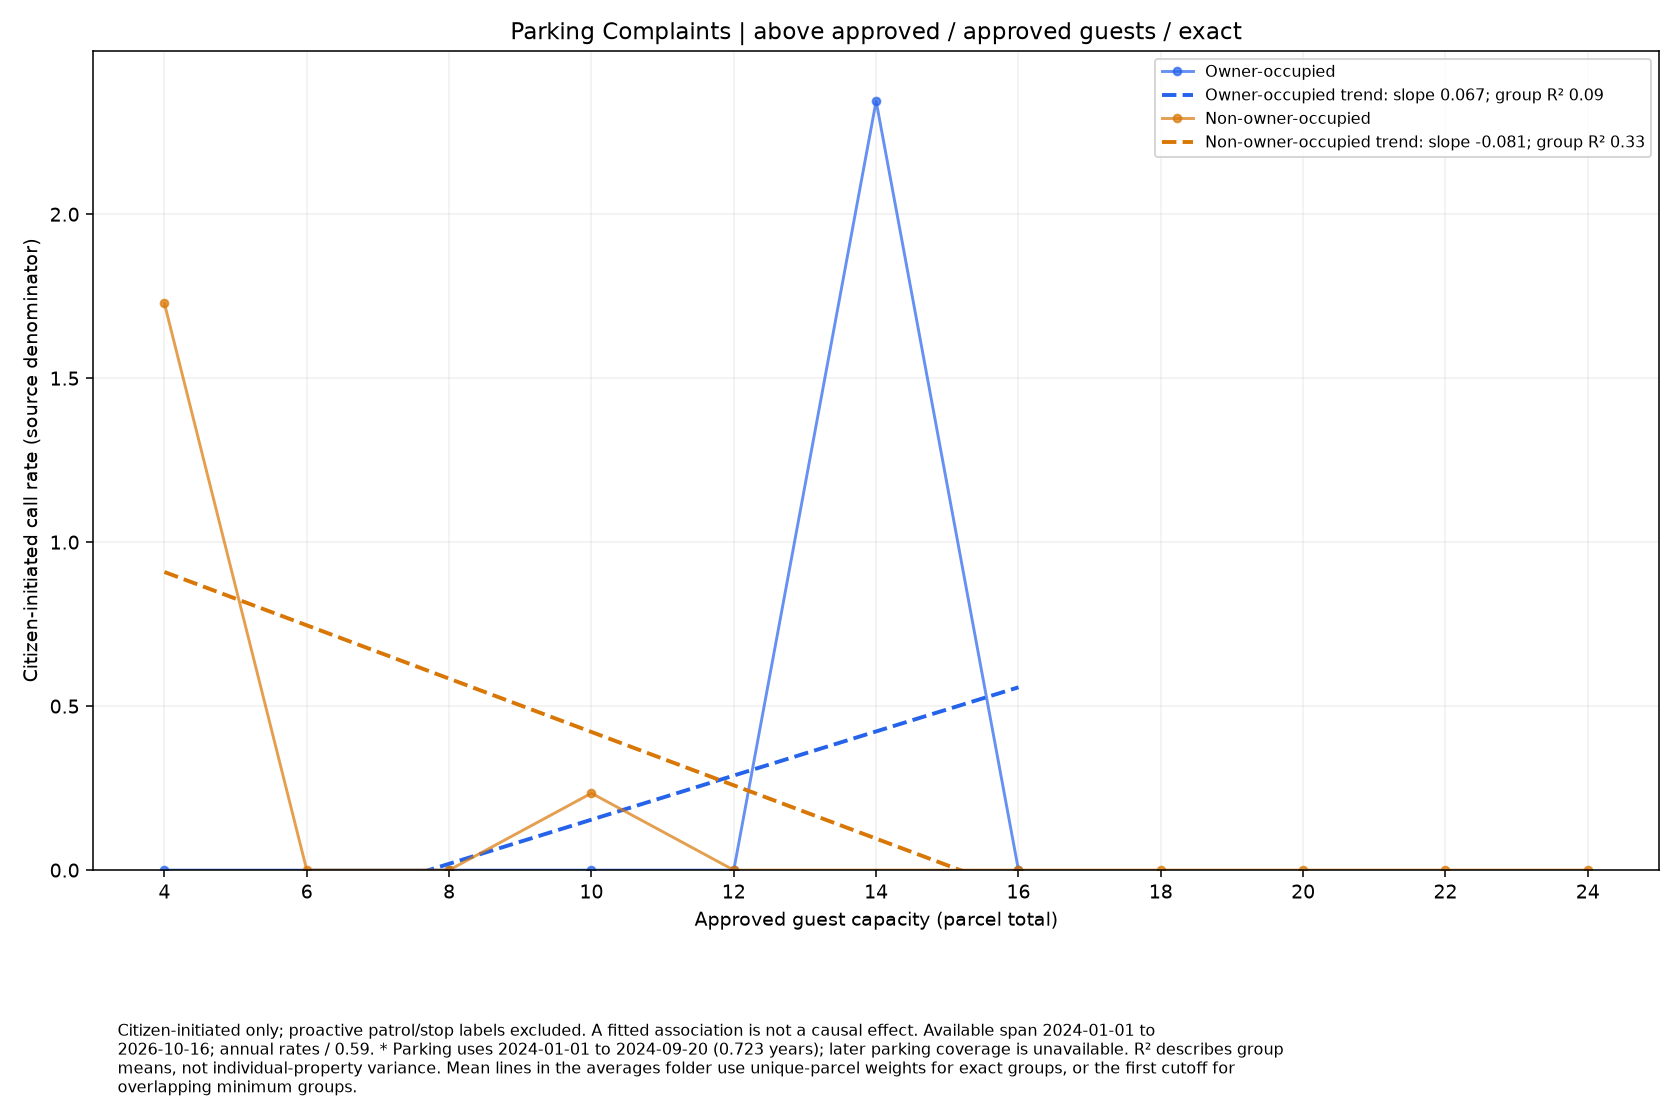 Parking Complaints | above approved / approved guests / exact
Owner-occupied
Owner-occupied trend: slope 0.067; group R² 0.09
Non-owner-occupied
Non-owner-occupied trend: slope -0.081; group R² 0.33
Citizen-initiated call rate (source denominator)
2.0
1.5
1.0
0.5
0.0
4 6 8 10 12 14 16 18 20 22 24
Approved guest capacity (parcel total)
Citizen-initiated only; proactive patrol/stop labels excluded. A fitted association is not a causal effect. Available span 2024-01-01 to
2026-10-16; annual rates / 0.59. * Parking uses 2024-01-01 to 2024-09-20 (0.723 years); later parking coverage is unavailable. R² describes group
means, not individual-property variance. Mean lines in the averages folder use unique-parcel weights for exact groups, or the first cutoff for
overlapping minimum groups.